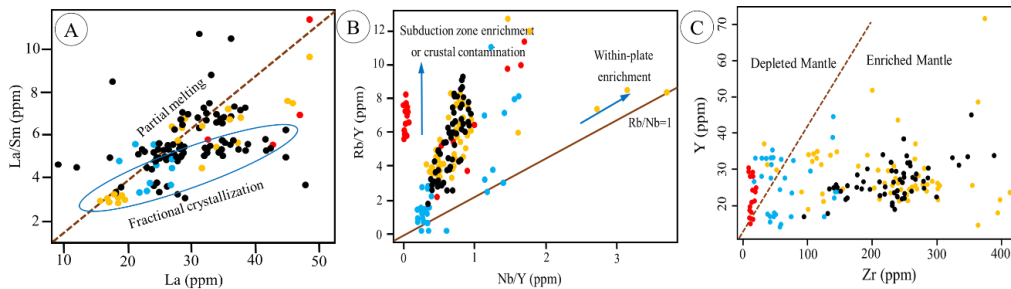 A
La/Sm (ppm)
10
8
6
4
2
Partial melting
Fractional crystallization
10
20
30
40
50
La (ppm)
B
Rb/Y (ppm)
12
10
8
6
4
2
0
Subduction zone enrichment
or crustal contamination
Within-plate
enrichment
Rb/Nb=1
0
1
2
3
Nb/Y (ppm)
C
Y (ppm)
70
60
50
40
30
20
Depleted Mantle
Enriched Mantle
0
100
200
300
400
Zr (ppm)